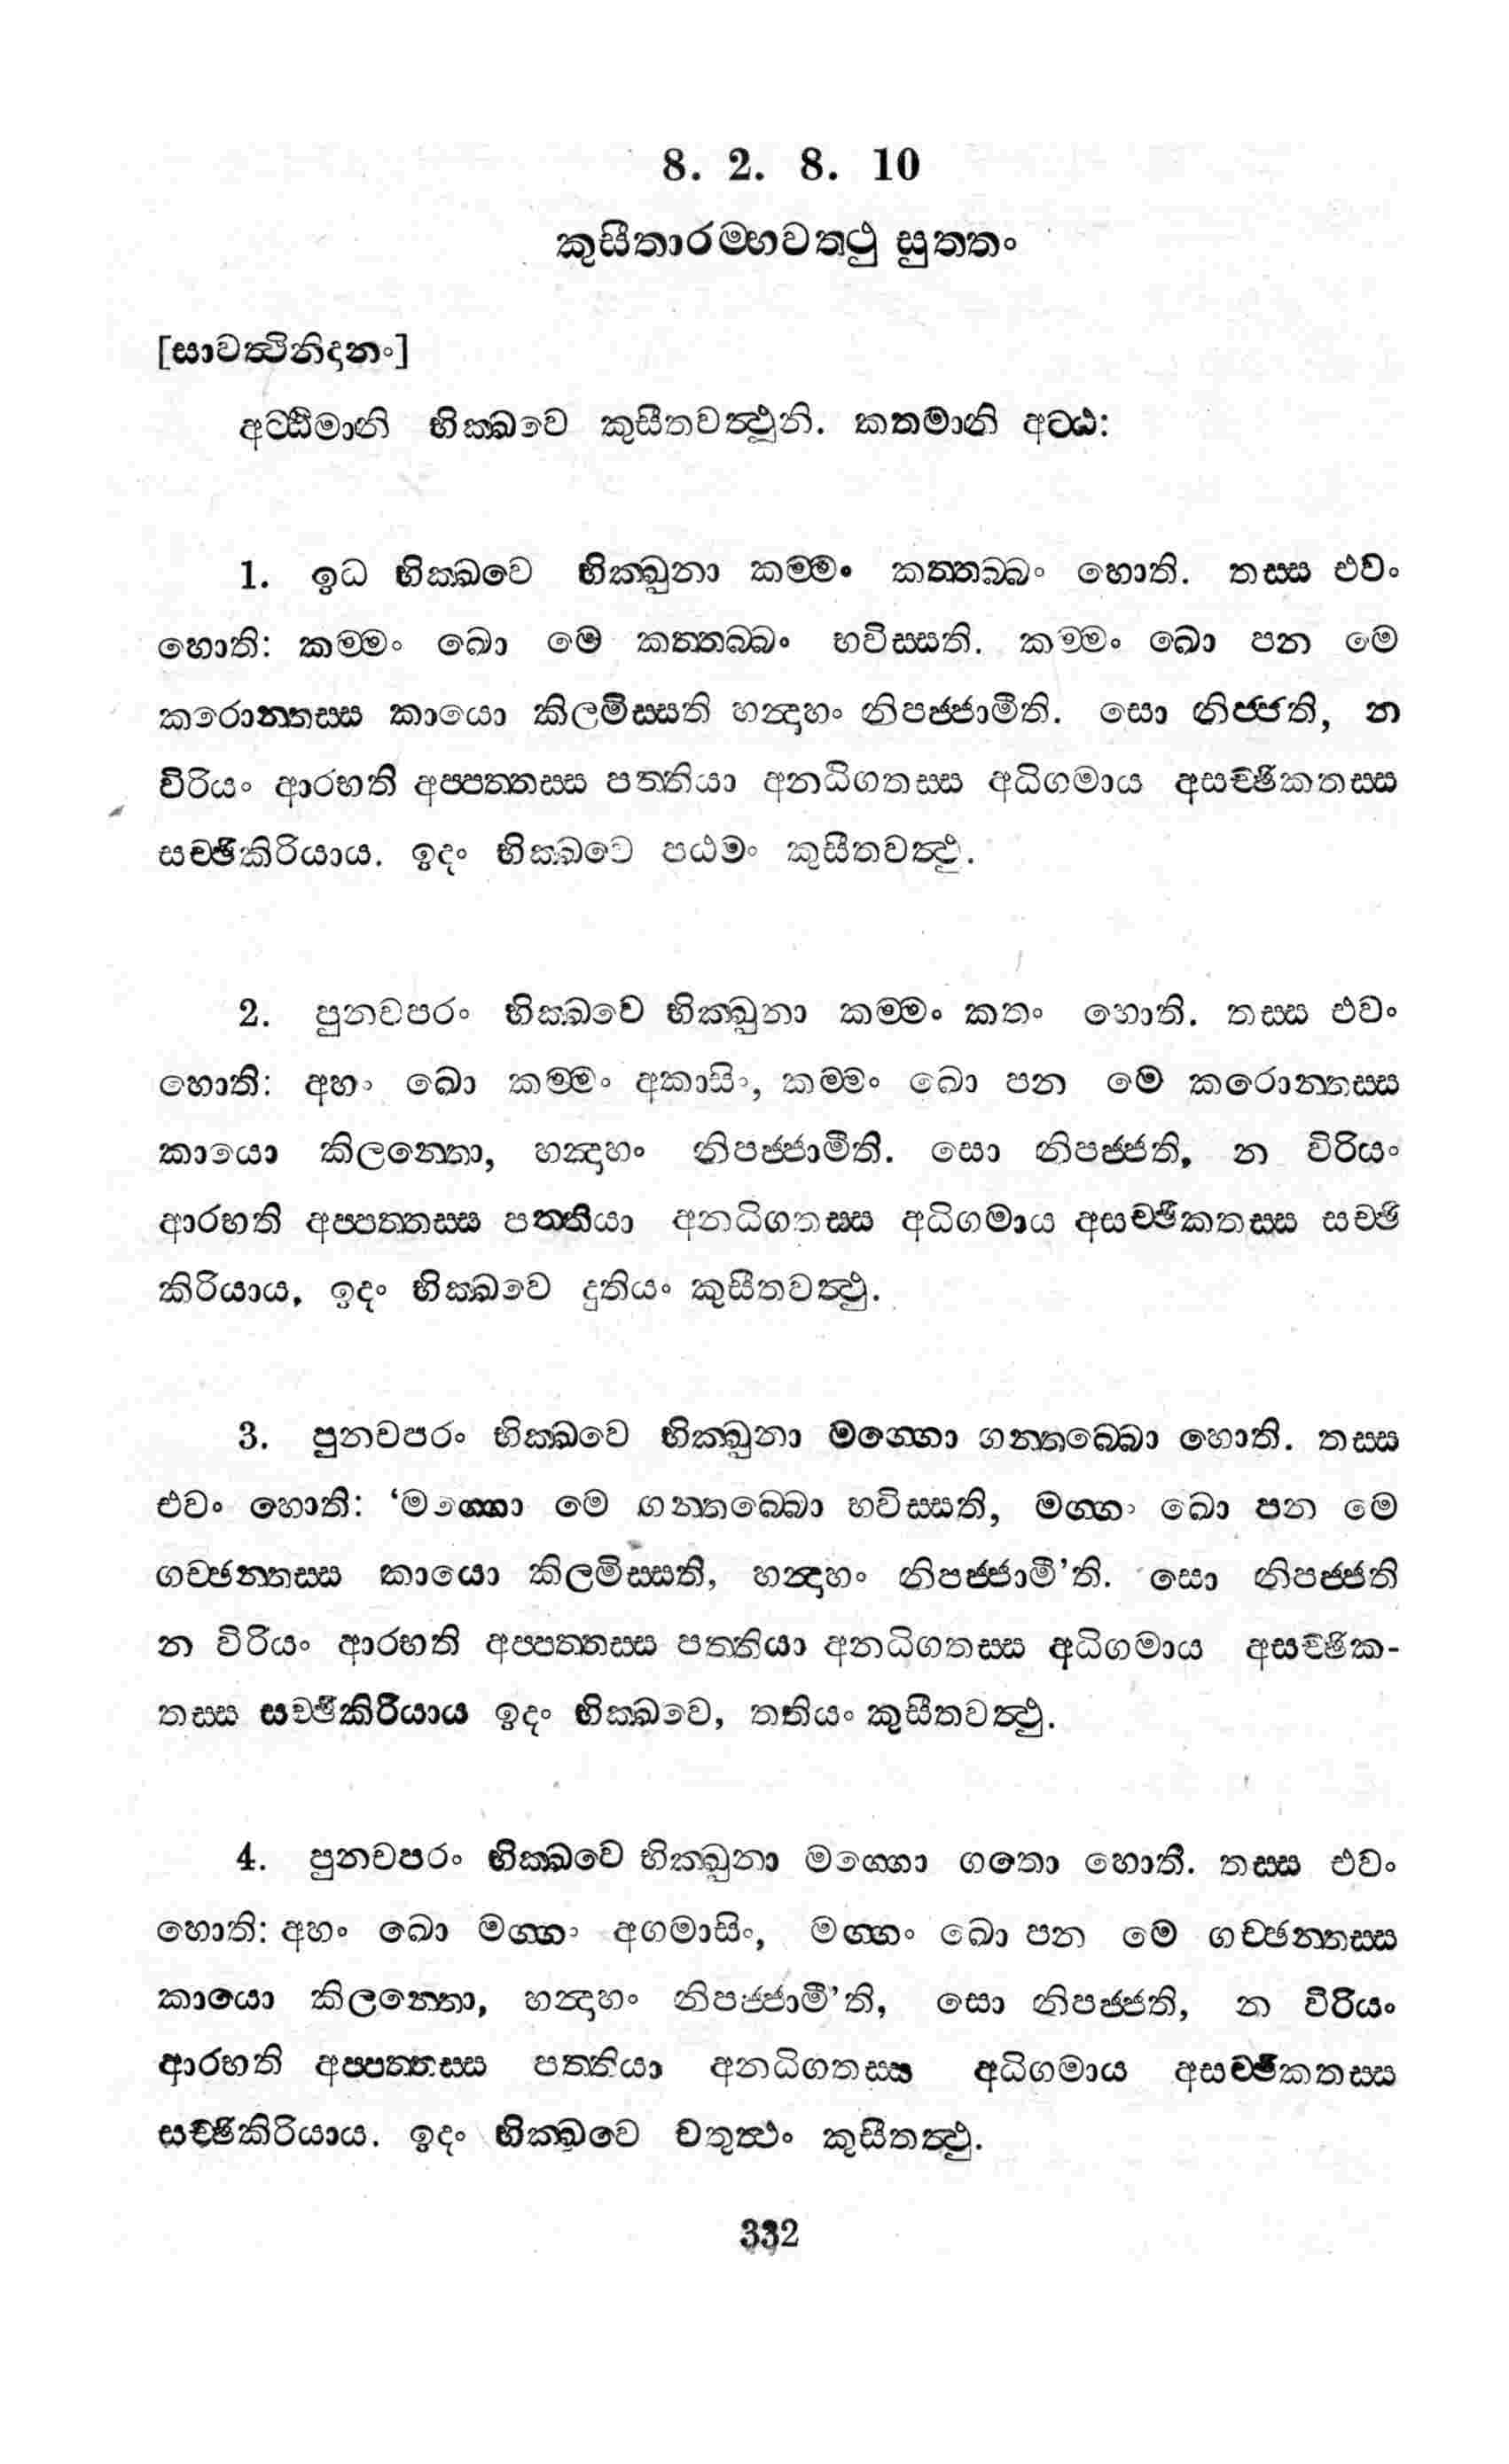 8. 2. 8. 10
කුසීතාරම්භවත්ථු සුත්තං
[සාවත්ථිනිදානං]
අට්ඨිමානි භික්ඛවෙ කුසීතවත්ථූනි. කතමානි අට්ඨ:
1. ඉධ භික්ඛවෙ භික්ඛුනා කම්මං කත්තබ්බං හොති. තස්ස එවං
හොති: කම්මං ඛො මෙ කත්තබ්බං භවිස්සති. කම්මං ඛො පන මෙ
කරොන්තස්ස කායො කිලමිස්සති හන්දාහං නිපජ්ජාමීති. සො නිජ්ජති, න
විරියං ආරභති අප්පත්තස්ස පත්තියා අනධිගතස්ස අධිගමාය අසච්ඡිකතස්ස
සච්ඡිකිරියාය. ඉදං භික්ඛවෙ පඨමං කුසීතවත්ථු.
2. පුනචපරං භික්ඛවෙ භික්ඛුනා කම්මං කතං හොති. තස්ස එවං
හොති: අහං ඛො කම්මං අකාසිං, කම්මං ඛො පන මෙ කරොන්තස්ස
කායො කිලන්තො, හන්දාහං නිපජ්ජාමීති. සො නිපජ්ජති, න විරියං
ආරභති අප්පත්තස්ස පත්තියා අනධිගතස්ස අධිගමාය අසච්ඡිකතස්ස සච්ඡි
කිරියාය, ඉදං භික්ඛවෙ දුතියං කුසීතවත්ථු.
3. පුනචපරං භික්ඛවෙ භික්ඛුනා මග්ගො ගන්තබ්බො හොති. තස්ස
එවං හොති: ‘මග්ගො මෙ ගන්තබ්බො භවිස්සති, මග්ගං ඛො පන මෙ
ගච්ඡන්තස්ස කායො කිලමිස්සති, හන්දාහං නිපජ්ජාමී’ති. සො නිපජ්ජති
න විරියං ආරභති අප්පත්තස්ස පත්තියා අනධිගතස්ස අධිගමාය අසච්ඡික-
තස්ස සච්ඡිකිරියාය ඉදං භික්ඛවෙ, තතියං කුසීතවත්ථු.
4. පුනචපරං භික්ඛවෙ භික්ඛුනා මග්ගො ගතො හොති. තස්ස එවං
හොති: අහං ඛො මග්ගං අගමාසිං, මග්ගං ඛො පන මෙ ගච්ඡන්තස්ස
කායො කිලන්තො, හන්දාහං නිපජ්ජාමී’ති, සො නිපජ්ජති, න විරියං
ආරභති අප්පත්තස්ස පත්තියා අනධිගතස්ස අධිගමාය අසච්ඡිකතස්ස
සච්ඡිකිරියාය. ඉදං භික්ඛවෙ චතුත්ථං කුසීතත්ථු.
332